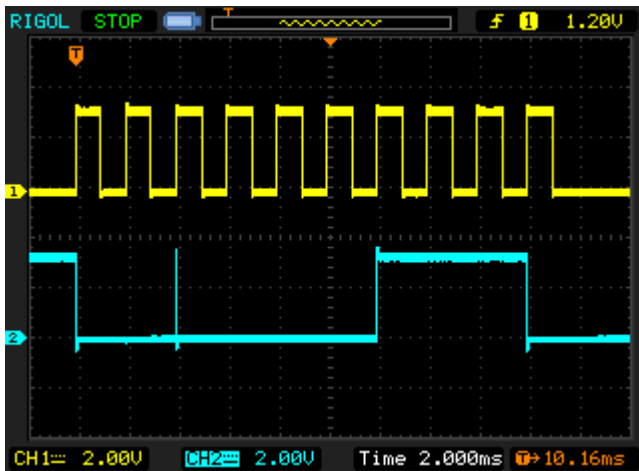 RIGOL STOP T f 1 1.20V
T
1
2
CH1 2.00V CH2 2.00V Time 2.000ms T→10.16ms